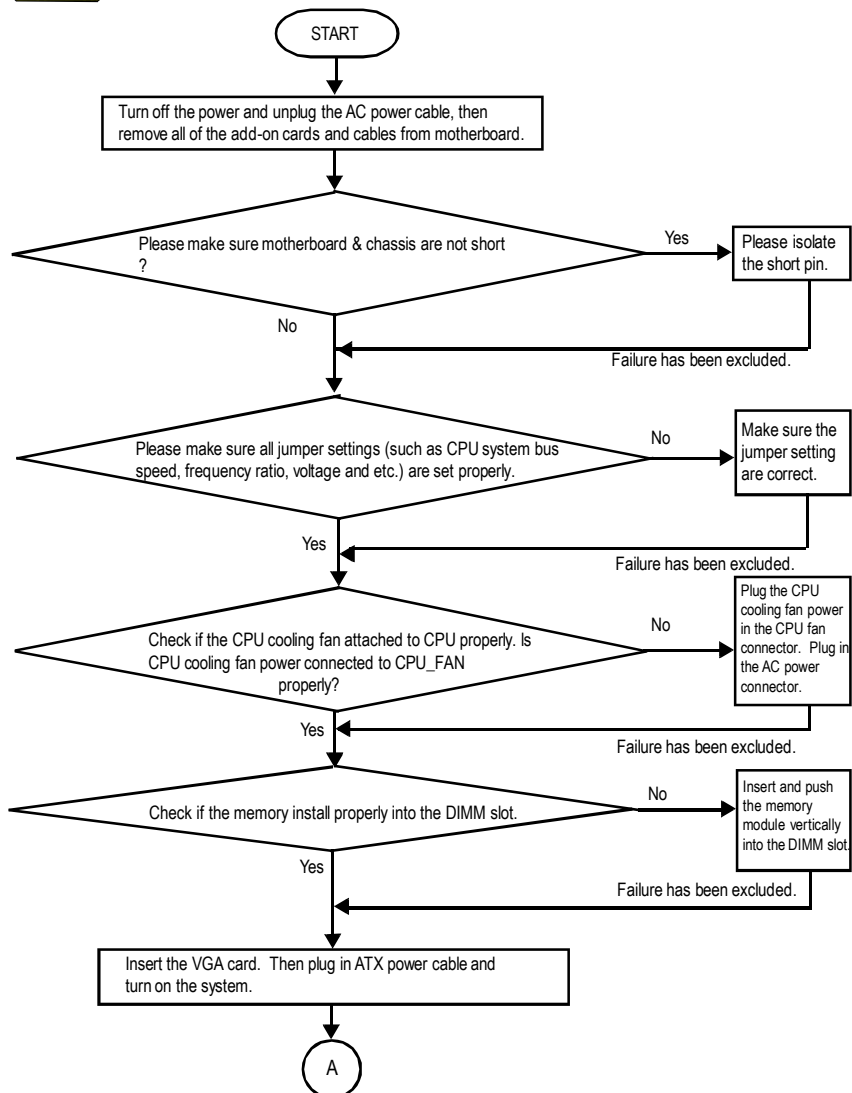 START
Turn off the power and unplug the AC power cable, then
remove all of the add-on cards and cables from motherboard.
Please make sure motherboard & chassis are not short
?
Yes
Please isolate
the short pin.
No
Failure has been excluded.
Please make sure all jumper settings (such as CPU system bus
speed, frequency ratio, voltage and etc.) are set properly.
No
Make sure the
jumper setting
are correct.
Yes
Failure has been excluded.
Check if the CPU cooling fan attached to CPU properly. Is
CPU cooling fan power connected to CPU_FAN
properly?
No
Plug the CPU
cooling fan power
in the CPU fan
connector. Plug in
the AC power
connector.
Yes
Failure has been excluded.
Check if the memory install properly into the DIMM slot.
No
Insert and push
the memory
module vertically
into the DIMM slot.
Yes
Failure has been excluded.
Insert the VGA card. Then plug in ATX power cable and
turn on the system.
A